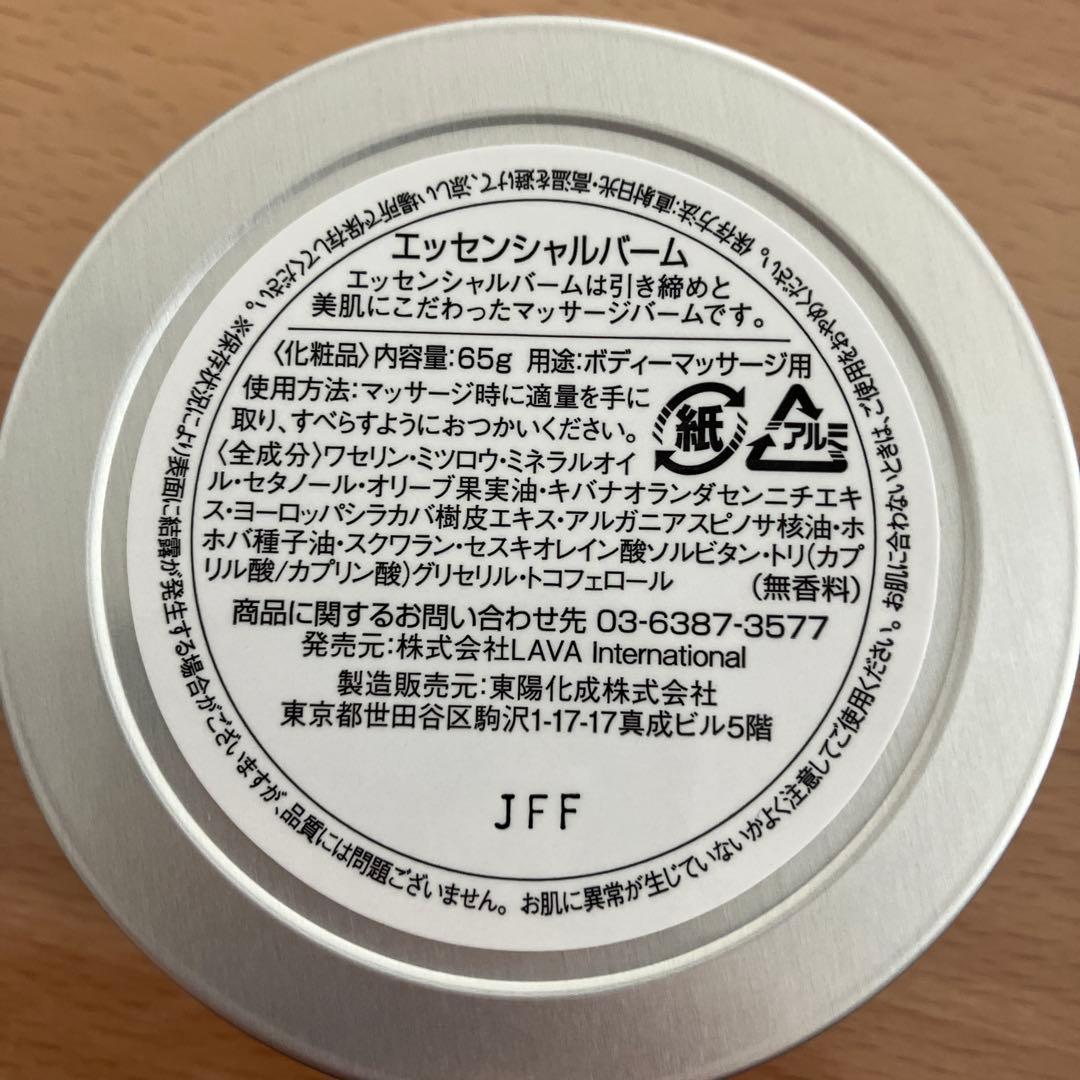 エッセンシャルバーム
エッセンシャルバームは引き締めと
美肌にこだわったマッサージバームです。
〈化粧品〉内容量:65g 用途:ボディーマッサージ用
使用方法:マッサージ時に適量を手に
取り、すべらすようにおつかいください。
紙
アルミ
〈全成分〉ワセリン・ミツロウ・ミネラルオイ
ル・セタノール・オリーブ果実油・キバナオランダセンニチエキ
ス・ヨーロッパシラカバ樹皮エキス・アルガニアスピノサ核油・ホ
ホバ種子油・スクワラン・セスキオレイン酸ソルビタン・トリ(カプ
リル酸/カプリン酸)グリセリル・トコフェロール (無香料)
商品に関するお問い合わせ先 03-6387-3577
発売元:株式会社LAVA International
製造販売元:東陽化成株式会社
東京都世田谷区駒沢1-17-17真成ビル5階
JFF
お肌に異常が生じていないかよく注意してご使用ください。お肌に合わないときは、ご使用をおやめください。保存方法:直射日光・高温を避けて、涼しい場所で保存してください。※保存状況により表面に結露が発生する場合がございますが、品質には問題ございません。